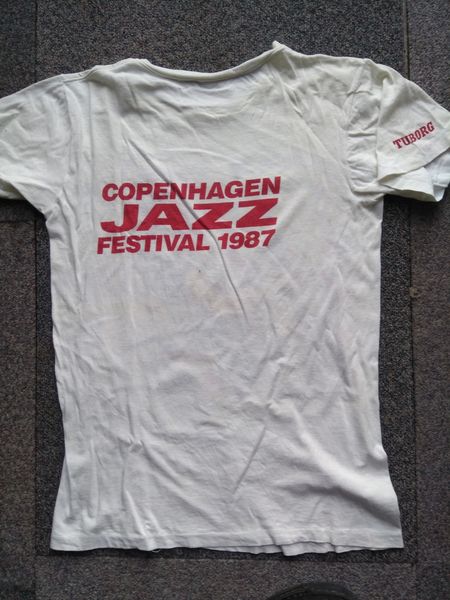 COPENHAGEN
JAZZ
FESTIVAL 1987
TUBORG